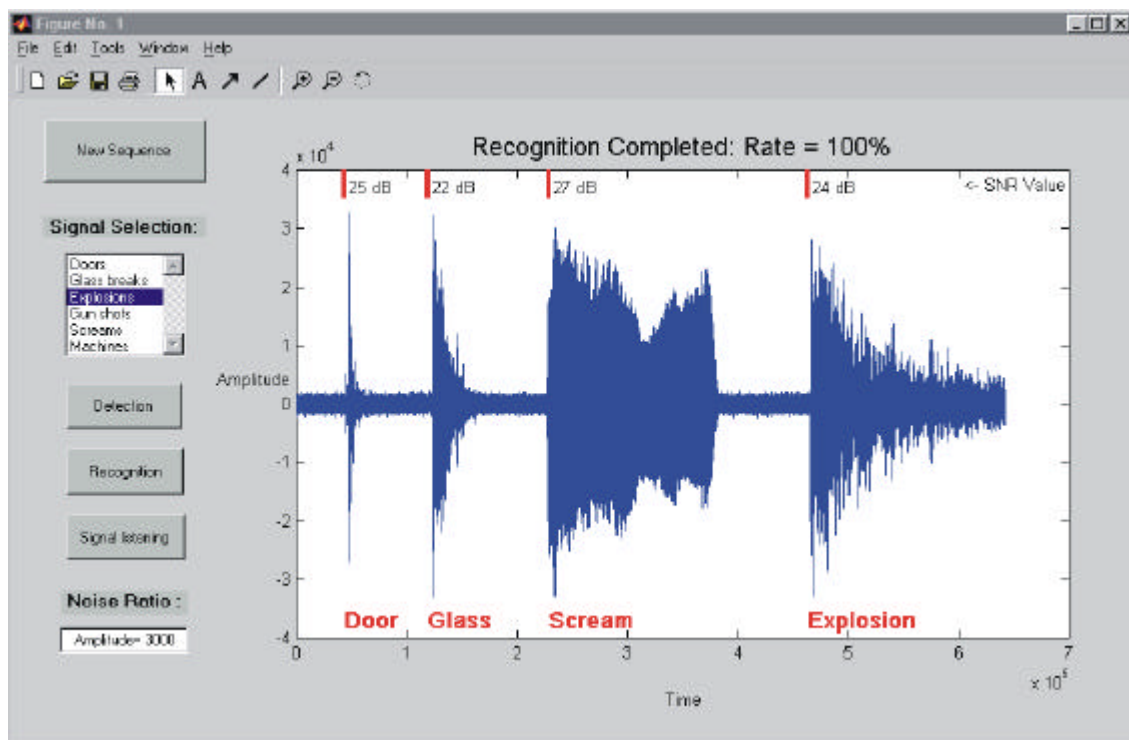 Figure No. 1
File Edit Tools Window Help
A
New Sequence
Signal Selection:
Doors
Glass breaks
Explosions
Gun shots
Screams
Machines
Detection
Recognition
Signal listening
Noise Ratio :
Amplitude= 3000
Recognition Completed: Rate = 100%
x 10^4
25 dB 22 dB 27 dB 24 dB <- SNR Value
4
3
2
1
Amplitude
0
-1
-2
-3
-4
Door Glass Scream Explosion
0 1 2 3 4 5 6 7
x 10^5
Time